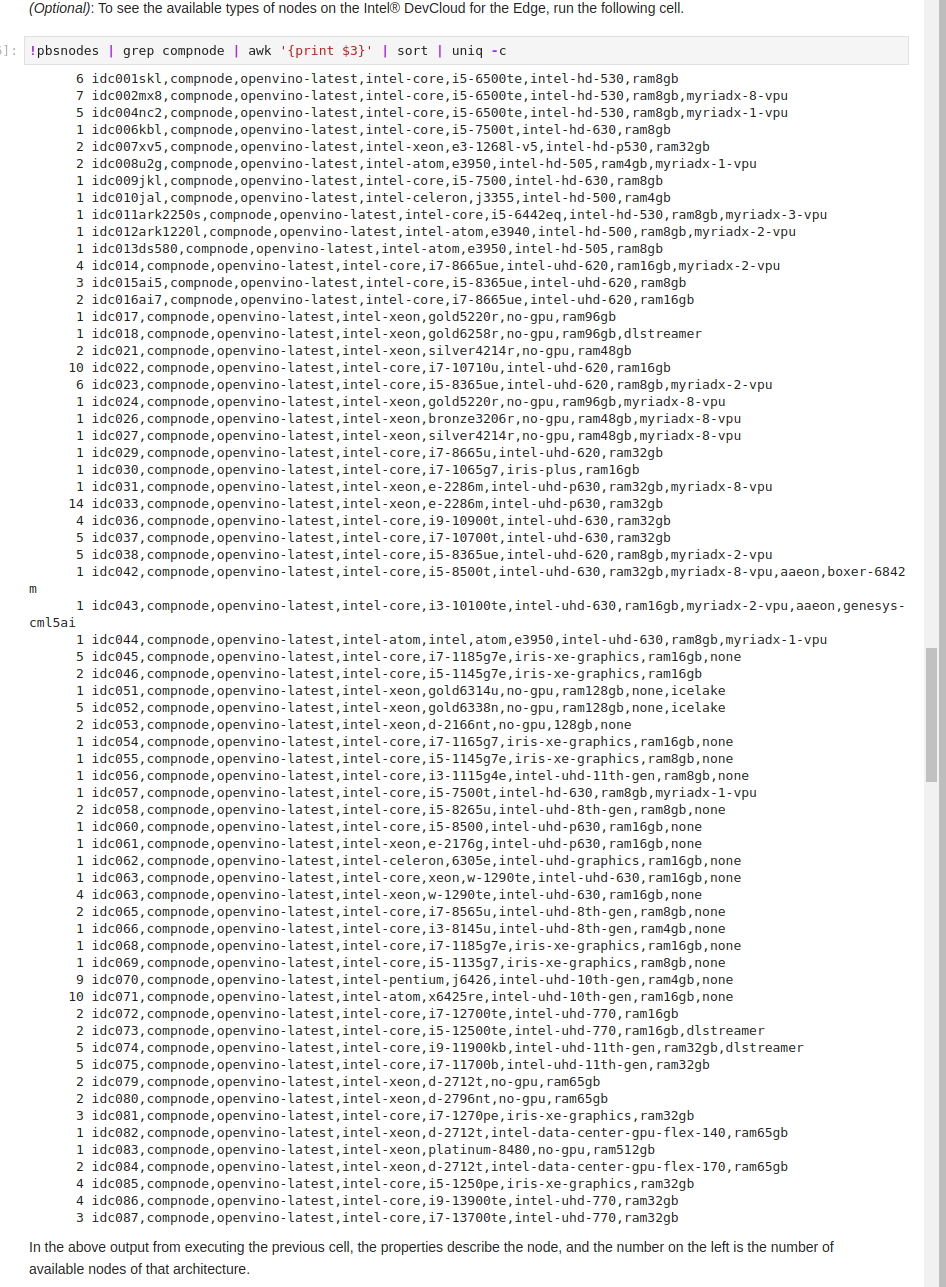 (Optional): To see the available types of nodes on the Intel® DevCloud for the Edge, run the following cell.
]: !pbsnodes | grep compnode | awk '{print $3}' | sort | uniq -c
6 idc001skl,compnode,openvino-latest,intel-core,i5-6500te,intel-hd-530,ram8gb
7 idc002mx8,compnode,openvino-latest,intel-core,i5-6500te,intel-hd-530,ram8gb,myriadx-8-vpu
5 idc004nc2,compnode,openvino-latest,intel-core,i5-6500te,intel-hd-530,ram8gb,myriadx-1-vpu
1 idc006kbl,compnode,openvino-latest,intel-core,i5-7500t,intel-hd-630,ram8gb
2 idc007xv5,compnode,openvino-latest,intel-xeon,e3-1268l-v5,intel-hd-p530,ram32gb
2 idc008u2g,compnode,openvino-latest,intel-atom,e3950,intel-hd-505,ram4gb,myriadx-1-vpu
1 idc009jkl,compnode,openvino-latest,intel-core,i5-7500,intel-hd-630,ram8gb
1 idc010jal,compnode,openvino-latest,intel-celeron,j3355,intel-hd-500,ram4gb
1 idc011ark2250s,compnode,openvino-latest,intel-core,i5-6442eq,intel-hd-530,ram8gb,myriadx-3-vpu
1 idc012ark1220l,compnode,openvino-latest,intel-atom,e3940,intel-hd-500,ram8gb,myriadx-2-vpu
1 idc013ds580,compnode,openvino-latest,intel-atom,e3950,intel-hd-505,ram8gb
4 idc014,compnode,openvino-latest,intel-core,i7-8665ue,intel-uhd-620,ram16gb,myriadx-2-vpu
3 idc015ai5,compnode,openvino-latest,intel-core,i5-8365ue,intel-uhd-620,ram8gb
2 idc016ai7,compnode,openvino-latest,intel-core,i7-8665ue,intel-uhd-620,ram16gb
1 idc017,compnode,openvino-latest,intel-xeon,gold5220r,no-gpu,ram96gb
1 idc018,compnode,openvino-latest,intel-xeon,gold6258r,no-gpu,ram96gb,dlstreamer
2 idc021,compnode,openvino-latest,intel-xeon,silver4214r,no-gpu,ram48gb
10 idc022,compnode,openvino-latest,intel-core,i7-10710u,intel-uhd-620,ram16gb
6 idc023,compnode,openvino-latest,intel-core,i5-8365ue,intel-uhd-620,ram8gb,myriadx-2-vpu
1 idc024,compnode,openvino-latest,intel-xeon,gold5220r,no-gpu,ram96gb,myriadx-8-vpu
1 idc026,compnode,openvino-latest,intel-xeon,bronze3206r,no-gpu,ram48gb,myriadx-8-vpu
1 idc027,compnode,openvino-latest,intel-xeon,silver4214r,no-gpu,ram48gb,myriadx-8-vpu
1 idc029,compnode,openvino-latest,intel-core,i7-8665u,intel-uhd-620,ram32gb
1 idc030,compnode,openvino-latest,intel-core,i7-1065g7,iris-plus,ram16gb
1 idc031,compnode,openvino-latest,intel-xeon,e-2286m,intel-uhd-p630,ram32gb,myriadx-8-vpu
14 idc033,compnode,openvino-latest,intel-xeon,e-2286m,intel-uhd-p630,ram32gb
4 idc036,compnode,openvino-latest,intel-core,i9-10900t,intel-uhd-630,ram32gb
5 idc037,compnode,openvino-latest,intel-core,i7-10700t,intel-uhd-630,ram32gb
5 idc038,compnode,openvino-latest,intel-core,i5-8365ue,intel-uhd-620,ram8gb,myriadx-2-vpu
1 idc042,compnode,openvino-latest,intel-core,i5-8500t,intel-uhd-630,ram32gb,myriadx-8-vpu,aaeon,boxer-6842
m
1 idc043,compnode,openvino-latest,intel-core,i3-10100te,intel-uhd-630,ram16gb,myriadx-2-vpu,aaeon,genesys-
cml5ai
1 idc044,compnode,openvino-latest,intel-atom,intel,atom,e3950,intel-uhd-630,ram8gb,myriadx-1-vpu
5 idc045,compnode,openvino-latest,intel-core,i7-1185g7e,iris-xe-graphics,ram16gb,none
2 idc046,compnode,openvino-latest,intel-core,i5-1145g7e,iris-xe-graphics,ram16gb
1 idc051,compnode,openvino-latest,intel-xeon,gold6314u,no-gpu,ram128gb,none,icelake
5 idc052,compnode,openvino-latest,intel-xeon,gold6338n,no-gpu,ram128gb,none,icelake
2 idc053,compnode,openvino-latest,intel-xeon,d-2166nt,no-gpu,128gb,none
1 idc054,compnode,openvino-latest,intel-core,i7-1165g7,iris-xe-graphics,ram16gb,none
1 idc055,compnode,openvino-latest,intel-core,i5-1145g7e,iris-xe-graphics,ram8gb,none
1 idc056,compnode,openvino-latest,intel-core,i3-1115g4e,intel-uhd-11th-gen,ram8gb,none
1 idc057,compnode,openvino-latest,intel-core,i5-7500t,intel-hd-630,ram8gb,myriadx-1-vpu
2 idc058,compnode,openvino-latest,intel-core,i5-8265u,intel-uhd-8th-gen,ram8gb,none
1 idc060,compnode,openvino-latest,intel-core,i5-8500,intel-uhd-p630,ram16gb,none
1 idc061,compnode,openvino-latest,intel-xeon,e-2176g,intel-uhd-p630,ram16gb,none
1 idc062,compnode,openvino-latest,intel-celeron,6305e,intel-uhd-graphics,ram16gb,none
1 idc063,compnode,openvino-latest,intel-core,xeon,w-1290te,intel-uhd-630,ram16gb,none
4 idc063,compnode,openvino-latest,intel-xeon,w-1290te,intel-uhd-630,ram16gb,none
2 idc065,compnode,openvino-latest,intel-core,i7-8565u,intel-uhd-8th-gen,ram8gb,none
1 idc066,compnode,openvino-latest,intel-core,i3-8145u,intel-uhd-8th-gen,ram4gb,none
1 idc068,compnode,openvino-latest,intel-core,i7-1185g7e,iris-xe-graphics,ram16gb,none
1 idc069,compnode,openvino-latest,intel-core,i5-1135g7,iris-xe-graphics,ram8gb,none
9 idc070,compnode,openvino-latest,intel-pentium,j6426,intel-uhd-10th-gen,ram4gb,none
10 idc071,compnode,openvino-latest,intel-atom,x6425re,intel-uhd-10th-gen,ram16gb,none
2 idc072,compnode,openvino-latest,intel-core,i7-12700te,intel-uhd-770,ram16gb
2 idc073,compnode,openvino-latest,intel-core,i5-12500te,intel-uhd-770,ram16gb,dlstreamer
5 idc074,compnode,openvino-latest,intel-core,i9-11900kb,intel-uhd-11th-gen,ram32gb,dlstreamer
5 idc075,compnode,openvino-latest,intel-core,i7-11700b,intel-uhd-11th-gen,ram32gb
2 idc079,compnode,openvino-latest,intel-xeon,d-2712t,no-gpu,ram65gb
2 idc080,compnode,openvino-latest,intel-xeon,d-2796nt,no-gpu,ram65gb
3 idc081,compnode,openvino-latest,intel-core,i7-1270pe,iris-xe-graphics,ram32gb
1 idc082,compnode,openvino-latest,intel-xeon,d-2712t,intel-data-center-gpu-flex-140,ram65gb
1 idc083,compnode,openvino-latest,intel-xeon,platinum-8480,no-gpu,ram512gb
2 idc084,compnode,openvino-latest,intel-xeon,d-2712t,intel-data-center-gpu-flex-170,ram65gb
4 idc085,compnode,openvino-latest,intel-core,i5-1250pe,iris-xe-graphics,ram32gb
4 idc086,compnode,openvino-latest,intel-core,i9-13900te,intel-uhd-770,ram32gb
3 idc087,compnode,openvino-latest,intel-core,i7-13700te,intel-uhd-770,ram32gb
In the above output from executing the previous cell, the properties describe the node, and the number on the left is the number of
available nodes of that architecture.